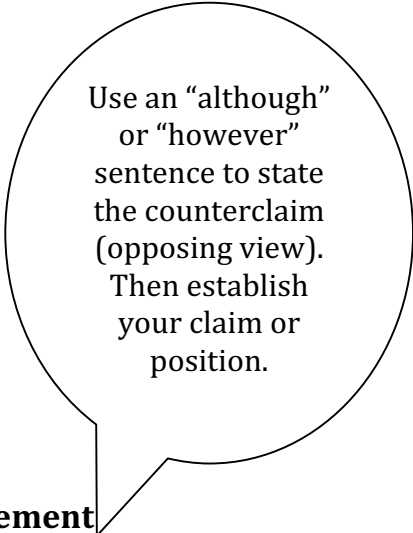 Use an “although”
or “however”
sentence to state
the counterclaim
(opposing view).
Then establish
your claim or
position.
ement